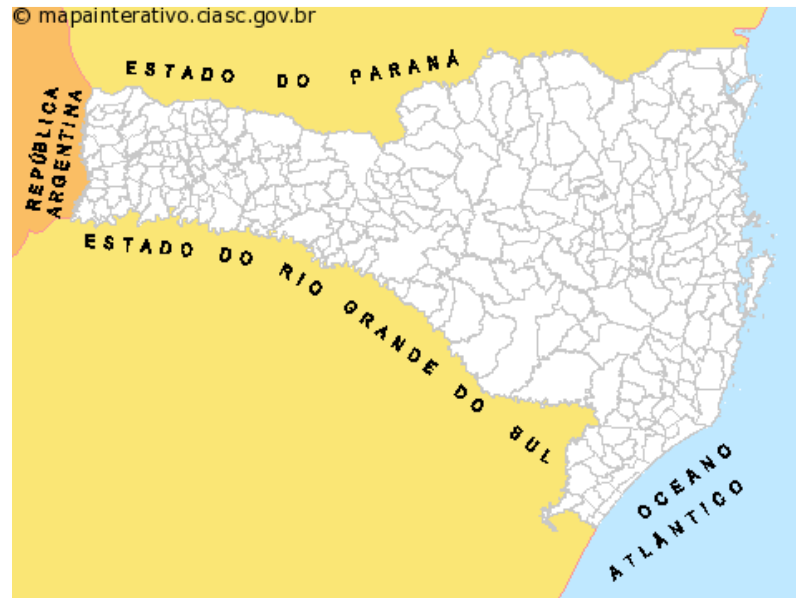 © mapainterativo.ciasc.gov.br
ESTADO DO PARANÁ
REPÚBLICA
ARGENTINA
ESTADO DO RIO GRANDE DO SUL
OCEANO
ATLÂNTICO